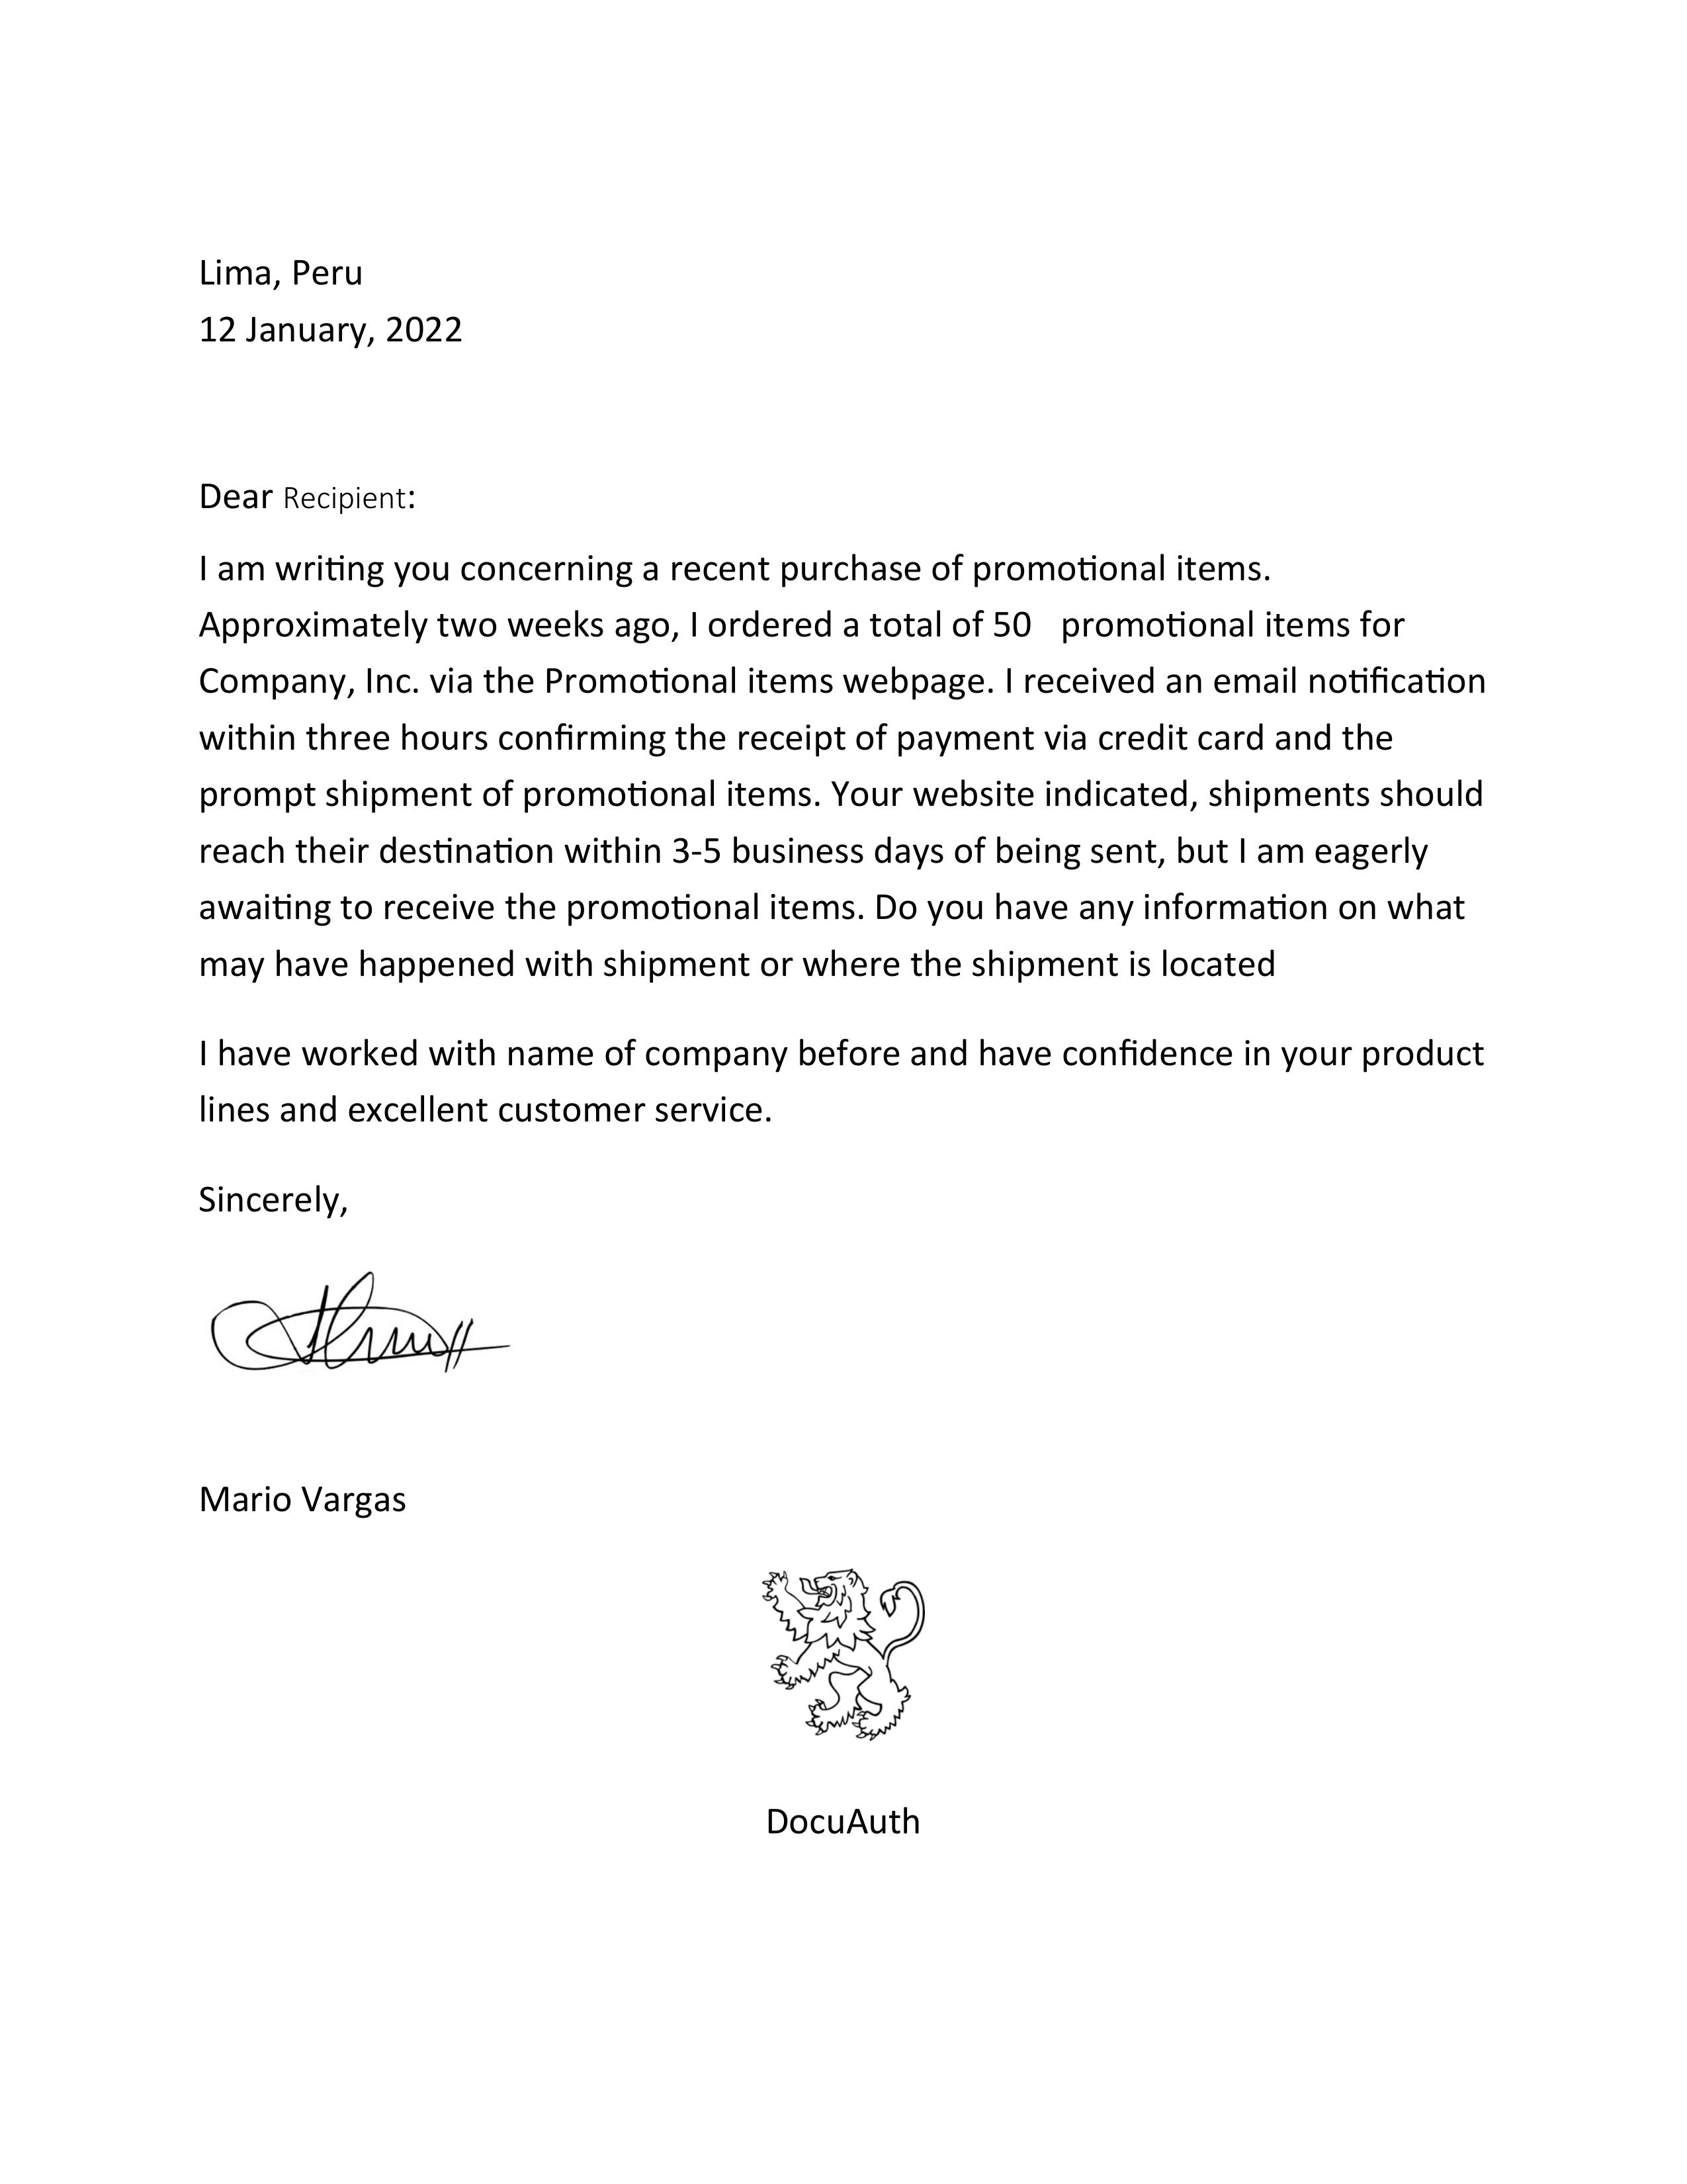 Lima, Peru
12 January, 2022
Dear Recipient:
I am writing you concerning a recent purchase of promotional items.
Approximately two weeks ago, I ordered a total of 50   promotional items for
Company, Inc. via the Promotional items webpage. I received an email notification
within three hours confirming the receipt of payment via credit card and the
prompt shipment of promotional items. Your website indicated, shipments should
reach their destination within 3-5 business days of being sent, but I am eagerly
awaiting to receive the promotional items. Do you have any information on what
may have happened with shipment or where the shipment is located
I have worked with name of company before and have confidence in your product
lines and excellent customer service.
Sincerely,
Mario Vargas
DocuAuth